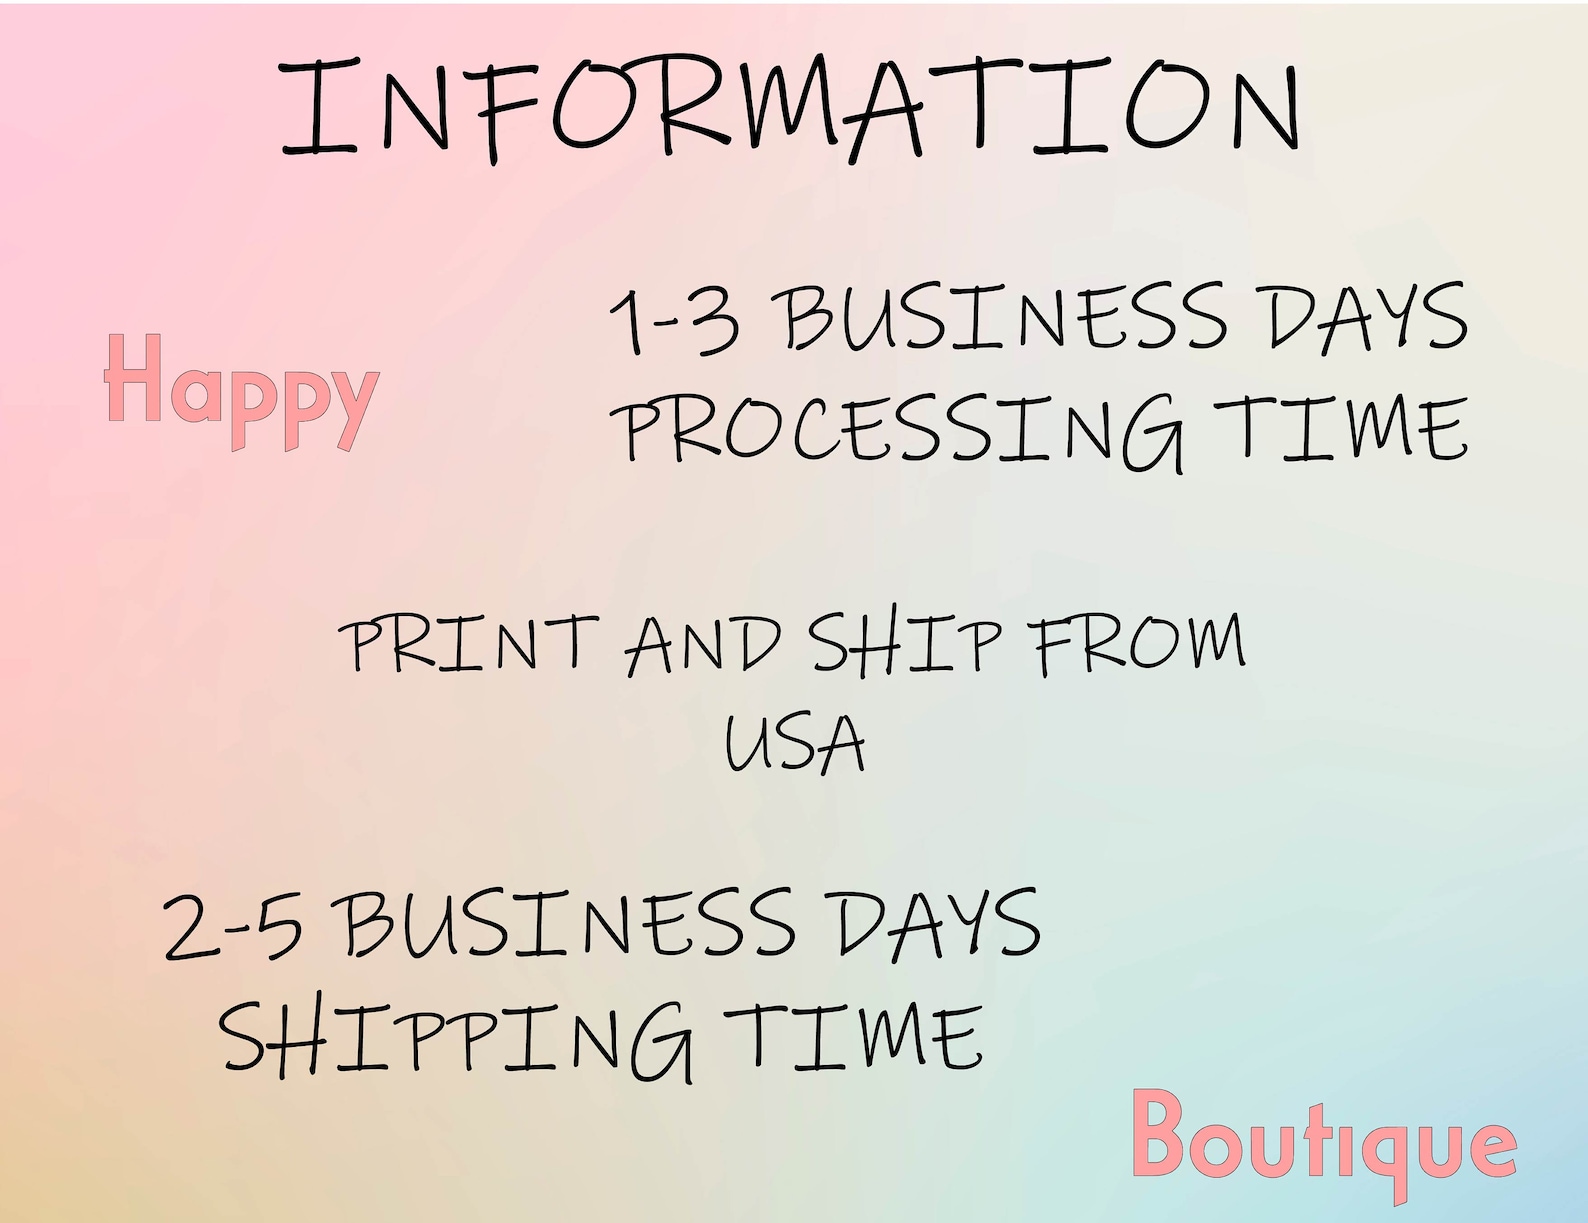 INFORMATION
1-3 BUSINESS DAYS
PROCESSING TIME
Happy
PRINT AND SHIP FROM
USA
2-5 BUSINESS DAYS
SHIPPING TIME
Boutique